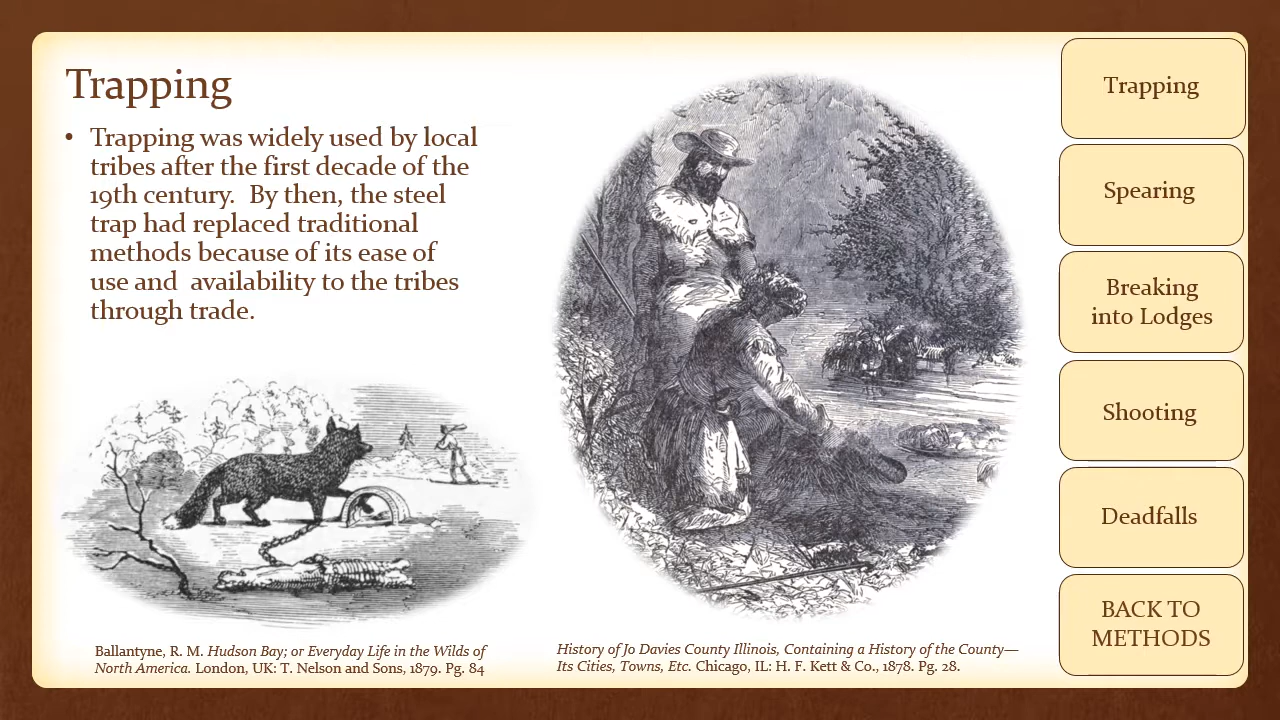 Trapping
• Trapping was widely used by local
tribes after the first decade of the
19th century.  By then, the steel
trap had replaced traditional
methods because of its ease of
use and  availability to the tribes
through trade.
Ballantyne, R. M. Hudson Bay; or Everyday Life in the Wilds of
North America. London, UK: T. Nelson and Sons, 1879. Pg. 84
History of Jo Davies County Illinois, Containing a History of the County—
Its Cities, Towns, Etc. Chicago, IL: H. F. Kett & Co., 1878. Pg. 28.
Trapping
Spearing
Breaking
into Lodges
Shooting
Deadfalls
BACK TO
METHODS